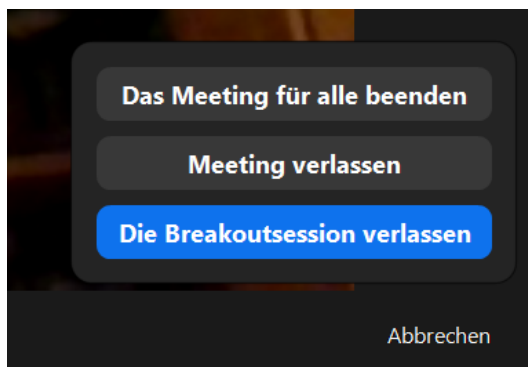 Das Meeting für alle beenden
Meeting verlassen
Die Breakoutsession verlassen
Abbrechen